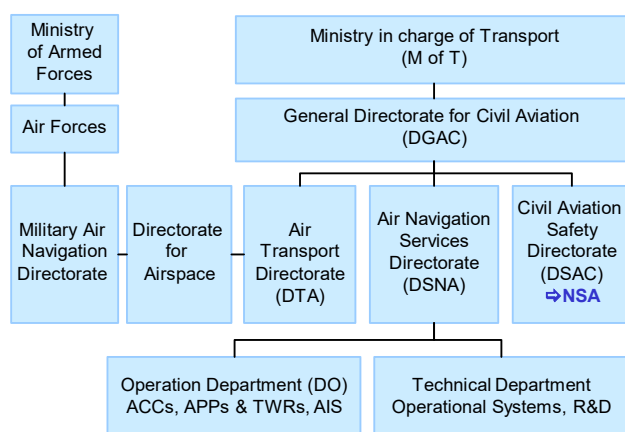 Ministry
of Armed
Forces
Ministry in charge of Transport
(M of T)
Air Forces
General Directorate for Civil Aviation
(DGAC)
Military Air
Navigation
Directorate
Directorate
for
Airspace
Air
Transport
Directorate
(DTA)
Air Navigation
Services
Directorate
(DSNA)
Civil Aviation
Safety
Directorate
(DSAC)
⇨NSA
Operation Department (DO)
ACCs, APPs & TWRs, AIS
Technical Department
Operational Systems, R&D